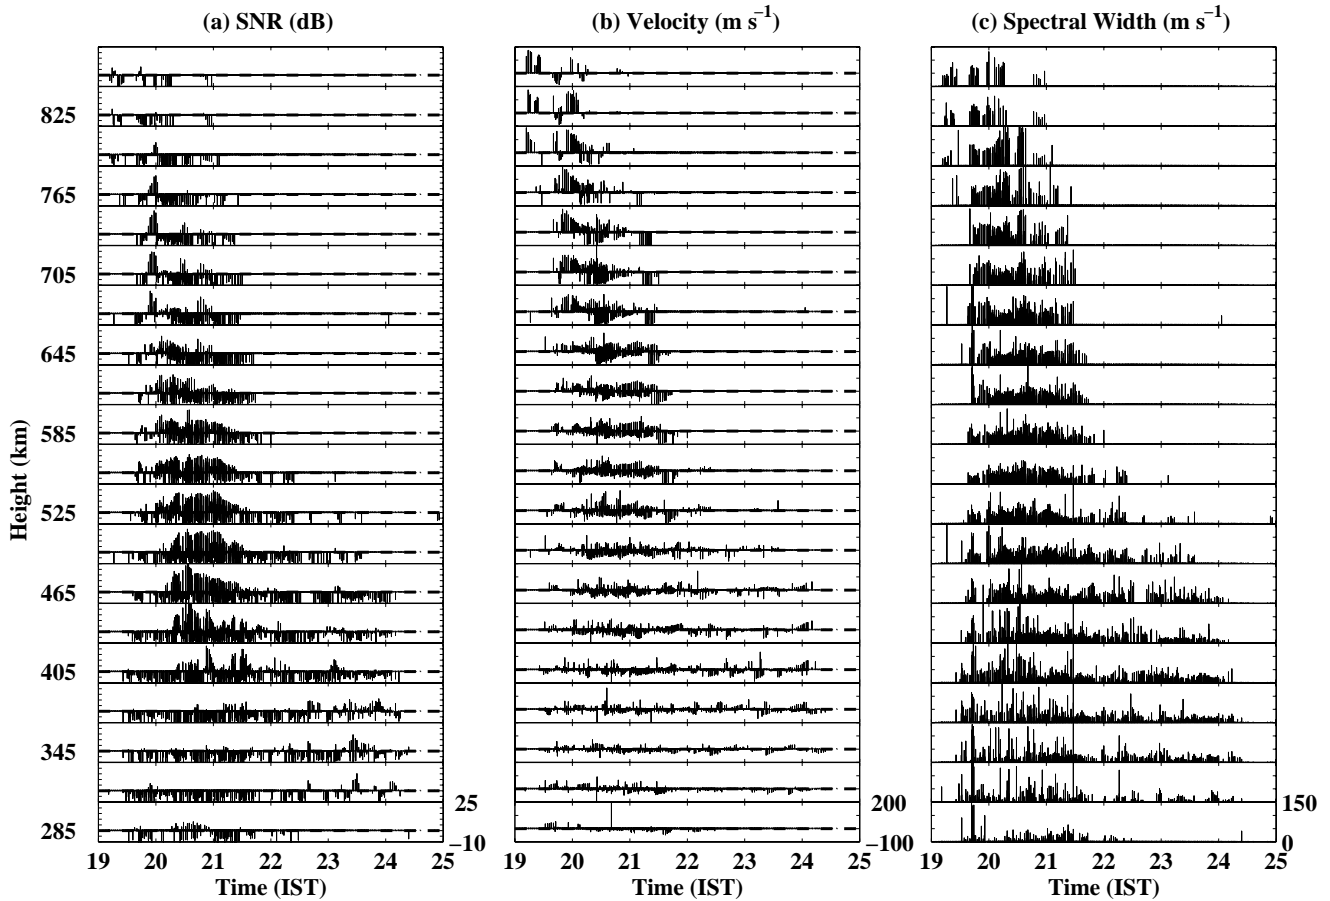 (a) SNR (dB)
(b) Velocity (m s⁻¹)
(c) Spectral Width (m s⁻¹)
825
765
705
645
585
525
465
405
345
285
Height (km)
25
−10
200
−100
150
0
19 20 21 22 23 24 25
19 20 21 22 23 24 25
19 20 21 22 23 24 25
Time (IST)
Time (IST)
Time (IST)